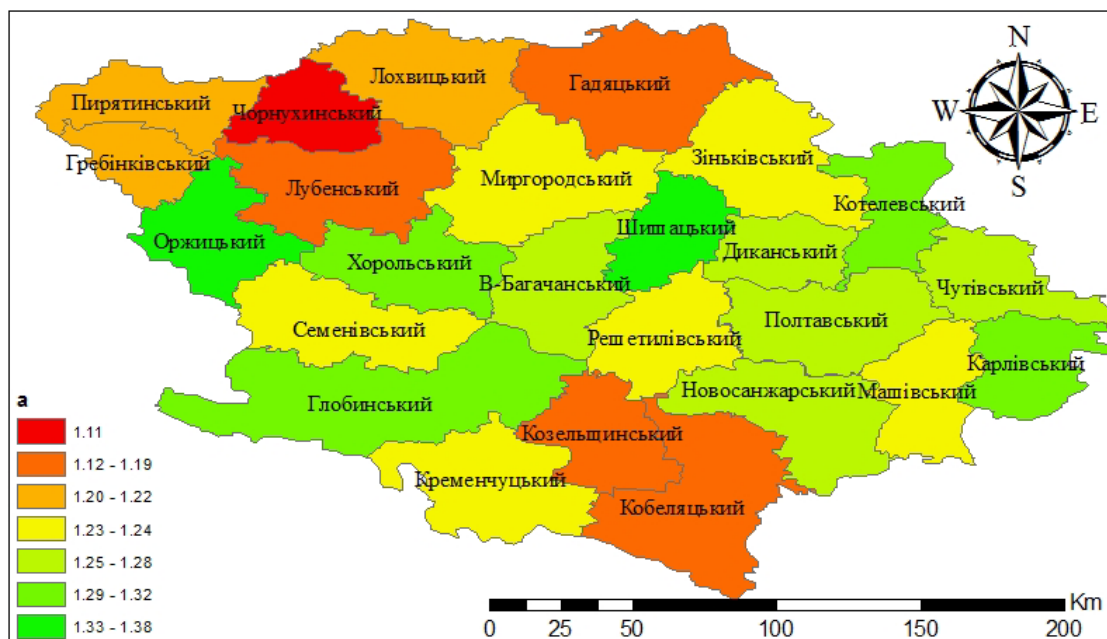 N
W
E
S
Лохвицький
Гадяцький
Пирятинський
Чорнухинський
Гребінківський
Лубенський
Миргородський
Зіньківський
Котелевський
Оржицький
Шишацький
Диканський
Хорольський
В-Багачанський
Чутівський
Семенівський
Решетилівський
Полтавський
Карлівський
Глобинський
Новосанжарський
Машівський
Козельщинський
Кременчуцький
Кобеляцький
a
1.11
1.12 - 1.19
1.20 - 1.22
1.23 - 1.24
1.25 - 1.28
1.29 - 1.32
1.33 - 1.38
Km
0 25 50 100 150 200